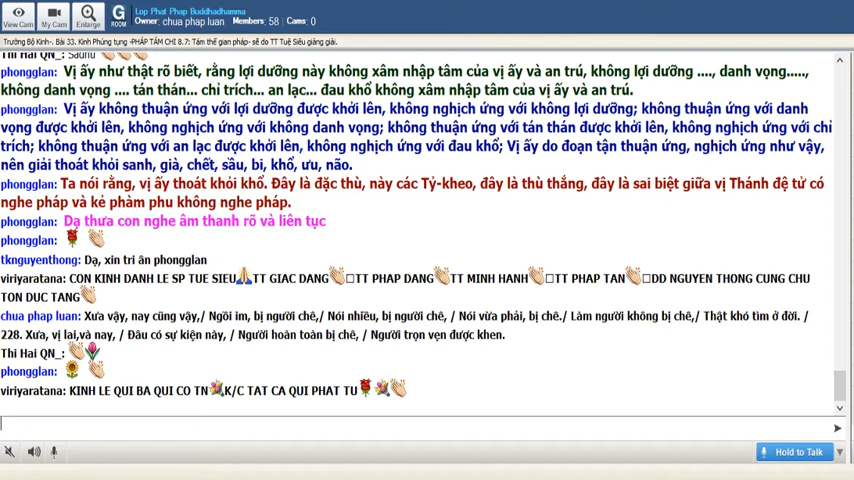 Lop Phat Phap Buddhadhamma
Owner: chua phap luan Members: 58 | Cams: 0
View Cam
My Cam
Enlarge
G
ROOM
Trường Bộ Kinh-. Bài 33. Kinh Phúng tụng -PHÁP TÁM CHI 8.7: Tám thế gian pháp- sẽ do TT Tuệ Siêu giảng giải.
Thi Hai QN_: Sadhu
phongglan: Vị ấy như thật rõ biết, rằng lợi dưỡng này không xâm nhập tâm của vị ấy và an trú, không lợi dưỡng ...., danh vọng.....,
không danh vọng .... tán thán... chỉ trích... an lạc... đau khổ không xâm nhập tâm của vị ấy và an trú.
phongglan: Vị ấy không thuận ứng với lợi dưỡng được khởi lên, không nghịch ứng với không lợi dưỡng; không thuận ứng với danh
vọng được khởi lên, không nghịch ứng với không danh vọng; không thuận ứng với tán thán được khởi lên, không nghịch ứng với chỉ
trích; không thuận ứng với an lạc được khởi lên, không nghịch ứng với đau khổ; Vị ấy do đoạn tận thuận ứng, nghịch ứng như vậy,
nên giải thoát khỏi sanh, già, chết, sầu, bi, khổ, ưu, não.
phongglan: Ta nói rằng, vị ấy thoát khỏi khổ. Đây là đặc thù, này các Tỷ-kheo, đây là thù thắng, đây là sai biệt giữa vị Thánh đệ tử có
nghe pháp và kẻ phàm phu không nghe pháp.
phongglan: Dạ thưa con nghe âm thanh rõ và liên tục
phongglan:
tknguyenthong: Dạ, xin tri ân phongglan
viriyaratana: CON KINH DANH LE SP TUE SIEU TT GIAC DANG TT PHAP DANG TT MINH HANH TT PHAP TAN DD NGUYEN THONG CUNG CHU
TON DUC TANG
chua phap luan: Xưa vậy, nay cũng vậy,/ Ngồi im, bị người chê,/ Nói nhiều, bị người chê, / Nói vừa phải, bị chê./ Làm người không bị chê,/ Thật khó tìm ở đời. /
228. Xưa, vị lai,và nay, / Đâu có sự kiện này, / Người hoàn toàn bị chê, / Người trọn vẹn được khen.
Thi Hai QN_:
phongglan:
viriyaratana: KINH LE QUI BA QUI CO TN K/C TAT CA QUI PHAT TU
Hold to Talk